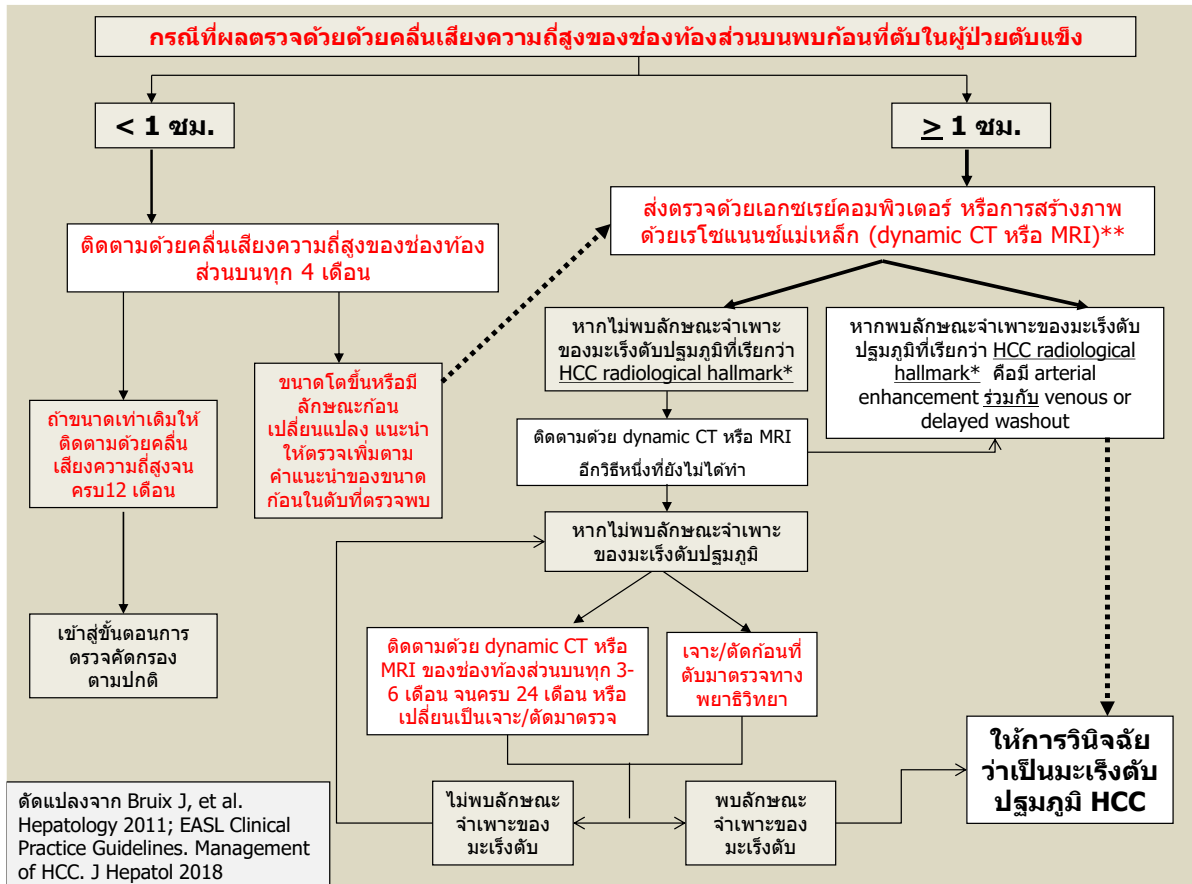 กรณีที่ผลตรวจด้วยด้วยคลื่นเสียงความถี่สูงของช่องท้องส่วนบนพบก้อนที่ตับในผู้ป่วยตับแข็ง
< 1 ซม.
≥ 1 ซม.
ติดตามด้วยคลื่นเสียงความถี่สูงของช่องท้อง
ส่วนบนทุก 4 เดือน
ส่งตรวจด้วยเอกซเรย์คอมพิวเตอร์ หรือการสร้างภาพ
ด้วยเรโซแนนซ์แม่เหล็ก (dynamic CT หรือ MRI)**
ถ้าขนาดเท่าเดิมให้
ติดตามด้วยคลื่น
เสียงความถี่สูงจน
ครบ12 เดือน
ขนาดโตขึ้นหรือมี
ลักษณะก้อน
เปลี่ยนแปลง แนะนำ
ให้ตรวจเพิ่มตาม
คำแนะนำของขนาด
ก้อนในตับที่ตรวจพบ
หากไม่พบลักษณะจำเพาะ
ของมะเร็งตับปฐมภูมิที่เรียกว่า
HCC radiological hallmark*
หากพบลักษณะจำเพาะของมะเร็งตับ
ปฐมภูมิที่เรียกว่า HCC radiological
hallmark* คือมี arterial
enhancement ร่วมกับ venous or
delayed washout
ติดตามด้วย dynamic CT หรือ MRI
อีกวิธีหนึ่งที่ยังไม่ได้ทำ
หากไม่พบลักษณะจำเพาะ
ของมะเร็งตับปฐมภูมิ
เข้าสู่ขั้นตอนการ
ตรวจคัดกรอง
ตามปกติ
ติดตามด้วย dynamic CT หรือ
MRI ของช่องท้องส่วนบนทุก 3-
6 เดือน จนครบ 24 เดือน หรือ
เปลี่ยนเป็นเจาะ/ตัดมาตรวจ
เจาะ/ตัดก้อนที่
ตับมาตรวจทาง
พยาธิวิทยา
ไม่พบลักษณะ
จำเพาะของ
มะเร็งตับ
พบลักษณะ
จำเพาะของ
มะเร็งตับ
ให้การวินิจฉัย
ว่าเป็นมะเร็งตับ
ปฐมภูมิ HCC
ดัดแปลงจาก Bruix J, et al.
Hepatology 2011; EASL Clinical
Practice Guidelines. Management
of HCC. J Hepatol 2018